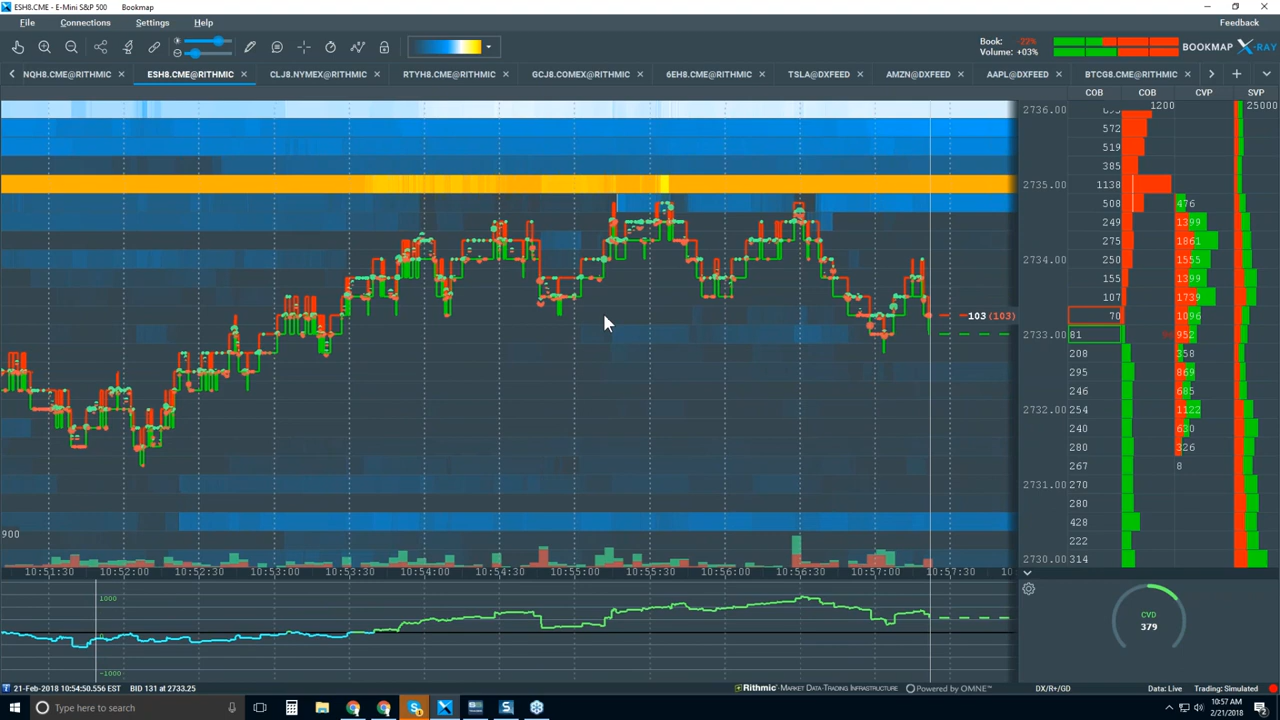 ESH8.CME - E-Mini S&P 500 Bookmap
File Connections Settings Help Feedback
Book: -22%
Volume: +03%
BOOKMAP X-RAY
NQH8.CME@RITHMIC ESH8.CME@RITHMIC CLJ8.NYMEX@RITHMIC RTYH8.CME@RITHMIC GCJ8.COMEX@RITHMIC 6EH8.CME@RITHMIC TSLA@DXFEED AMZN@DXFEED AAPL@DXFEED BTCG8.CME@RITHMIC
COB COB CVP SVP
2736.00 1200 25000
572
519
385
2735.00 1138
508 476
249 1399
275 1861
2734.00 250 1555
155 1399
107 1739
103 (103) 70 1096
2733.00 81 952
208 358
295 869
246 685
2732.00 254 1122
240 630
280 326
267 8
2731.00 270
280
428
900 222
2730.00 314
10:51:30 10:52:00 10:52:30 10:53:00 10:53:30 10:54:00 10:54:30 10:55:00 10:55:30 10:56:00 10:56:30 10:57:00 10:57:30
1000
0
-1000
CVD
379
21-Feb-2018 10:54:50.556 EST BID 131 at 2733.25
Rithmic™-MARKET DATA-TRADING INFRASTRUCTURE Powered by OMNE™ DX/R+/GD Data: Live Trading: Simulated
Type here to search
10:57 AM
2/21/2018
2